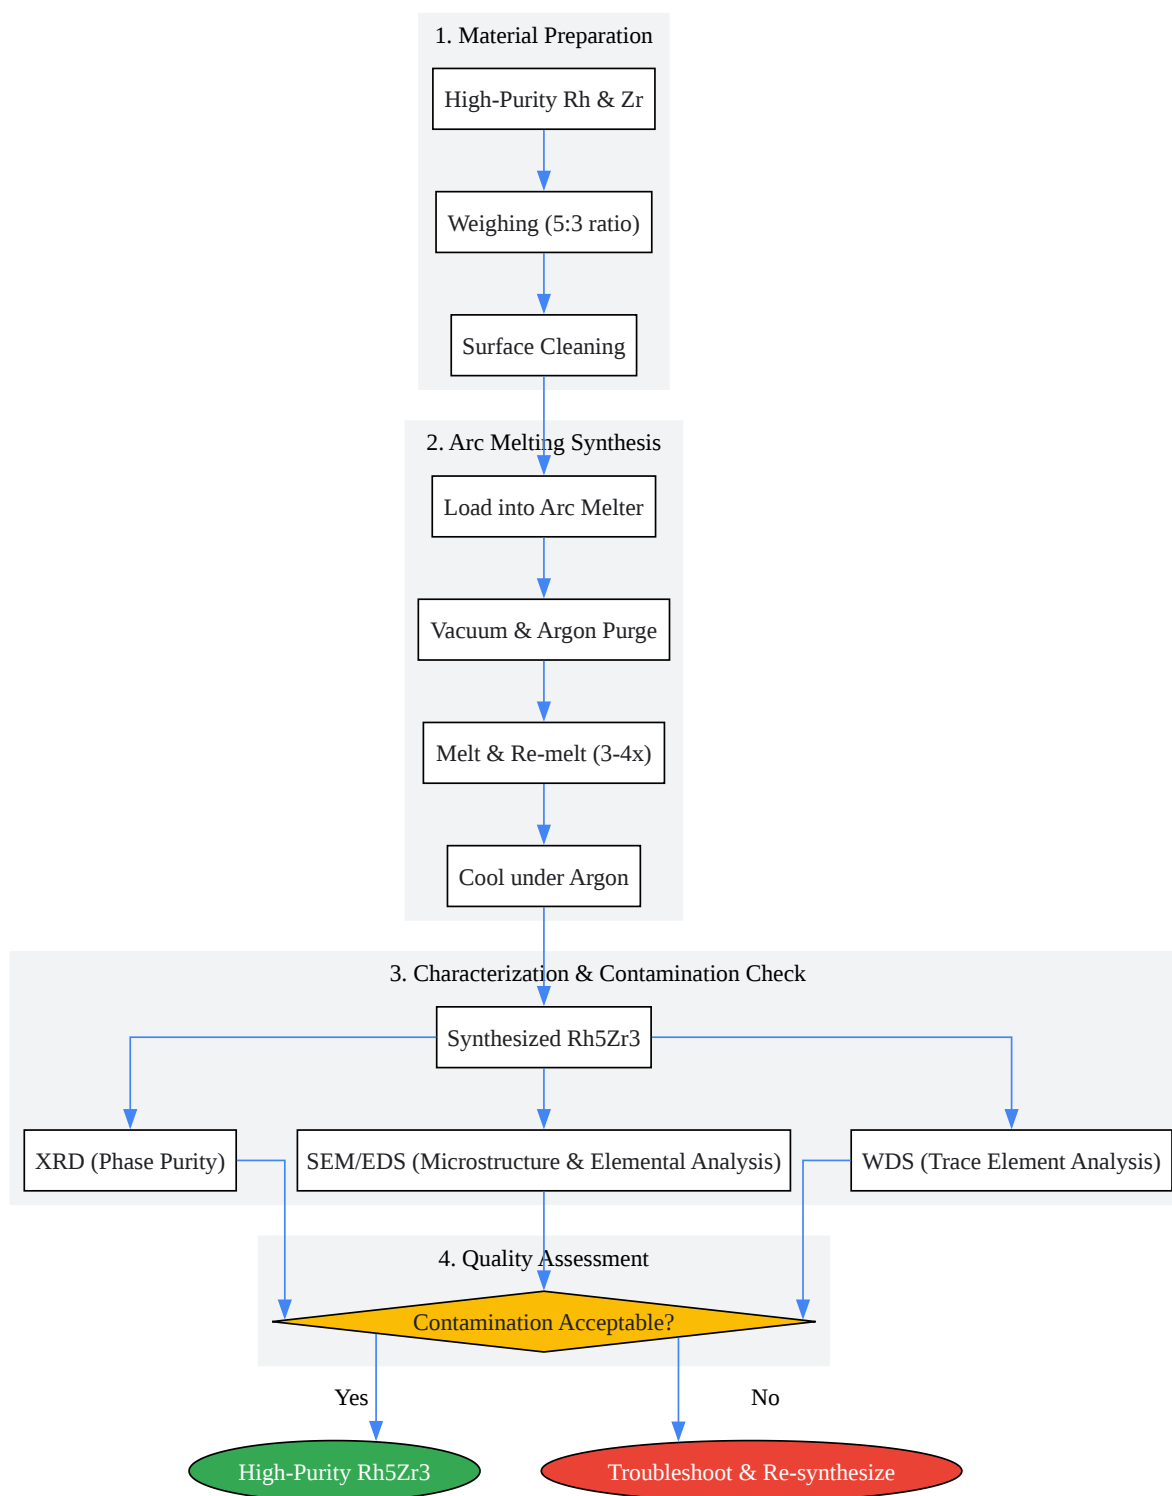 1. Material Preparation
High-Purity Rh & Zr
Weighing (5:3 ratio)
Surface Cleaning
2. Arc Melting Synthesis
Load into Arc Melter
Vacuum & Argon Purge
Melt & Re-melt (3-4x)
Cool under Argon
3. Characterization & Contamination Check
Synthesized Rh5Zr3
XRD (Phase Purity)
SEM/EDS (Microstructure & Elemental Analysis)
WDS (Trace Element Analysis)
4. Quality Assessment
Contamination Acceptable?
Yes
No
High-Purity Rh5Zr3
Troubleshoot & Re-synthesize